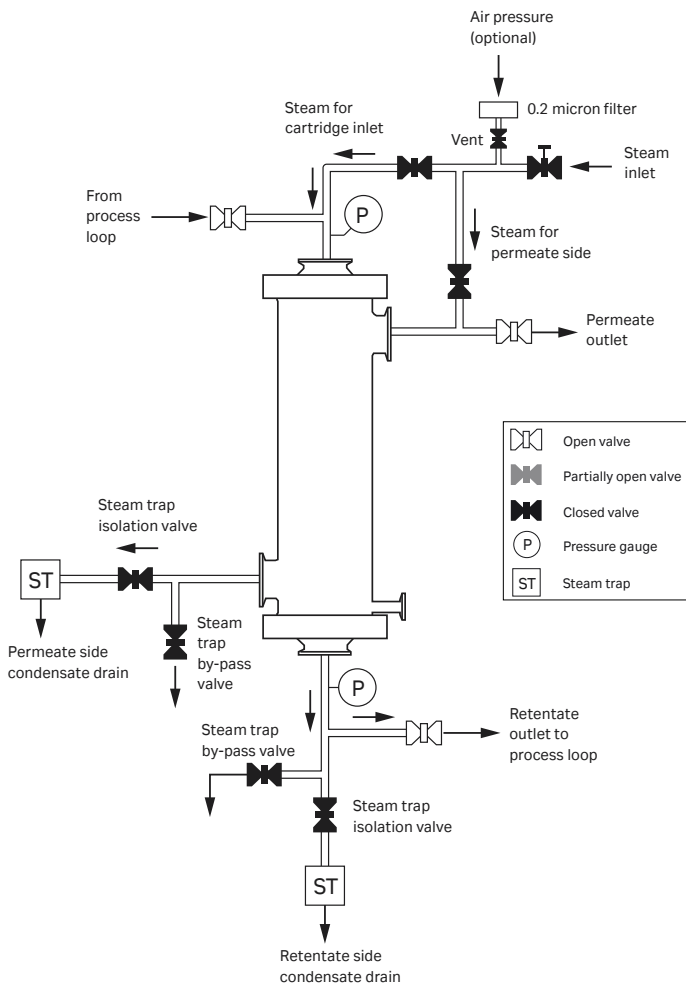 Air pressure
(optional)
0.2 micron filter
Steam for
cartridge inlet
Vent
Steam
inlet
From
process
loop
P
Steam for
permeate side
Permeate
outlet
Open valve
Partially open valve
Closed valve
P
Pressure gauge
ST
Steam trap
Steam trap
isolation valve
ST
Permeate side
condensate drain
Steam
trap
by-pass
valve
P
Retentate
outlet to
process loop
Steam trap
by-pass valve
Steam trap
isolation valve
ST
Retentate side
condensate drain